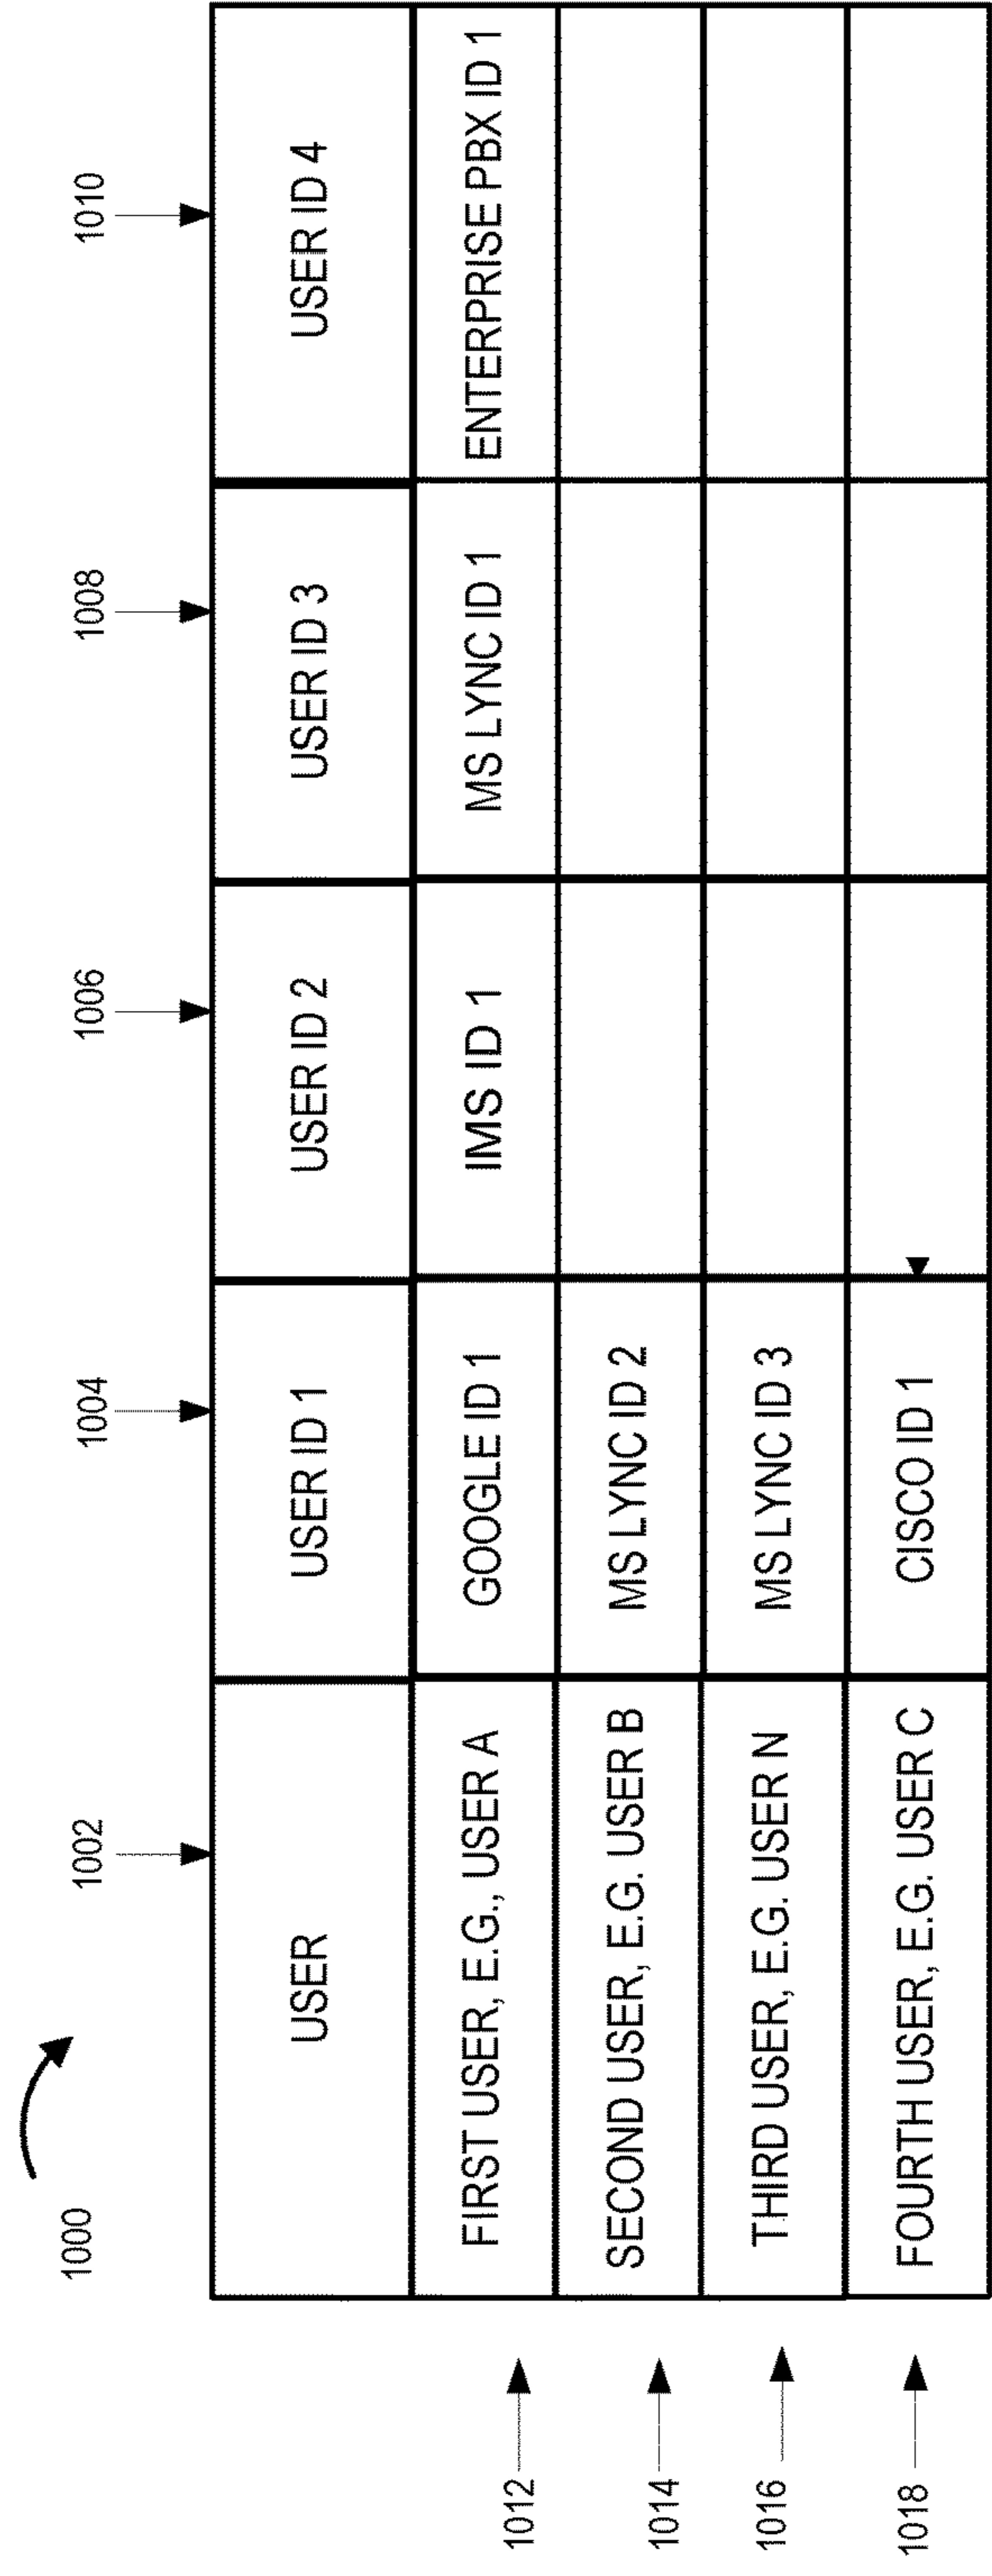 1000
1002
1004
1006
1008
1010
USER
USER ID 1
USER ID 2
USER ID 3
USER ID 4
1012
FIRST USER, E.G., USER A
GOOGLE ID 1
IMS ID 1
MS LYNC ID 1
ENTERPRISE PBX ID 1
1014
SECOND USER, E.G. USER B
MS LYNC ID 2
1016
THIRD USER, E.G. USER N
MS LYNC ID 3
1018
FOURTH USER, E.G. USER C
CISCO ID 1